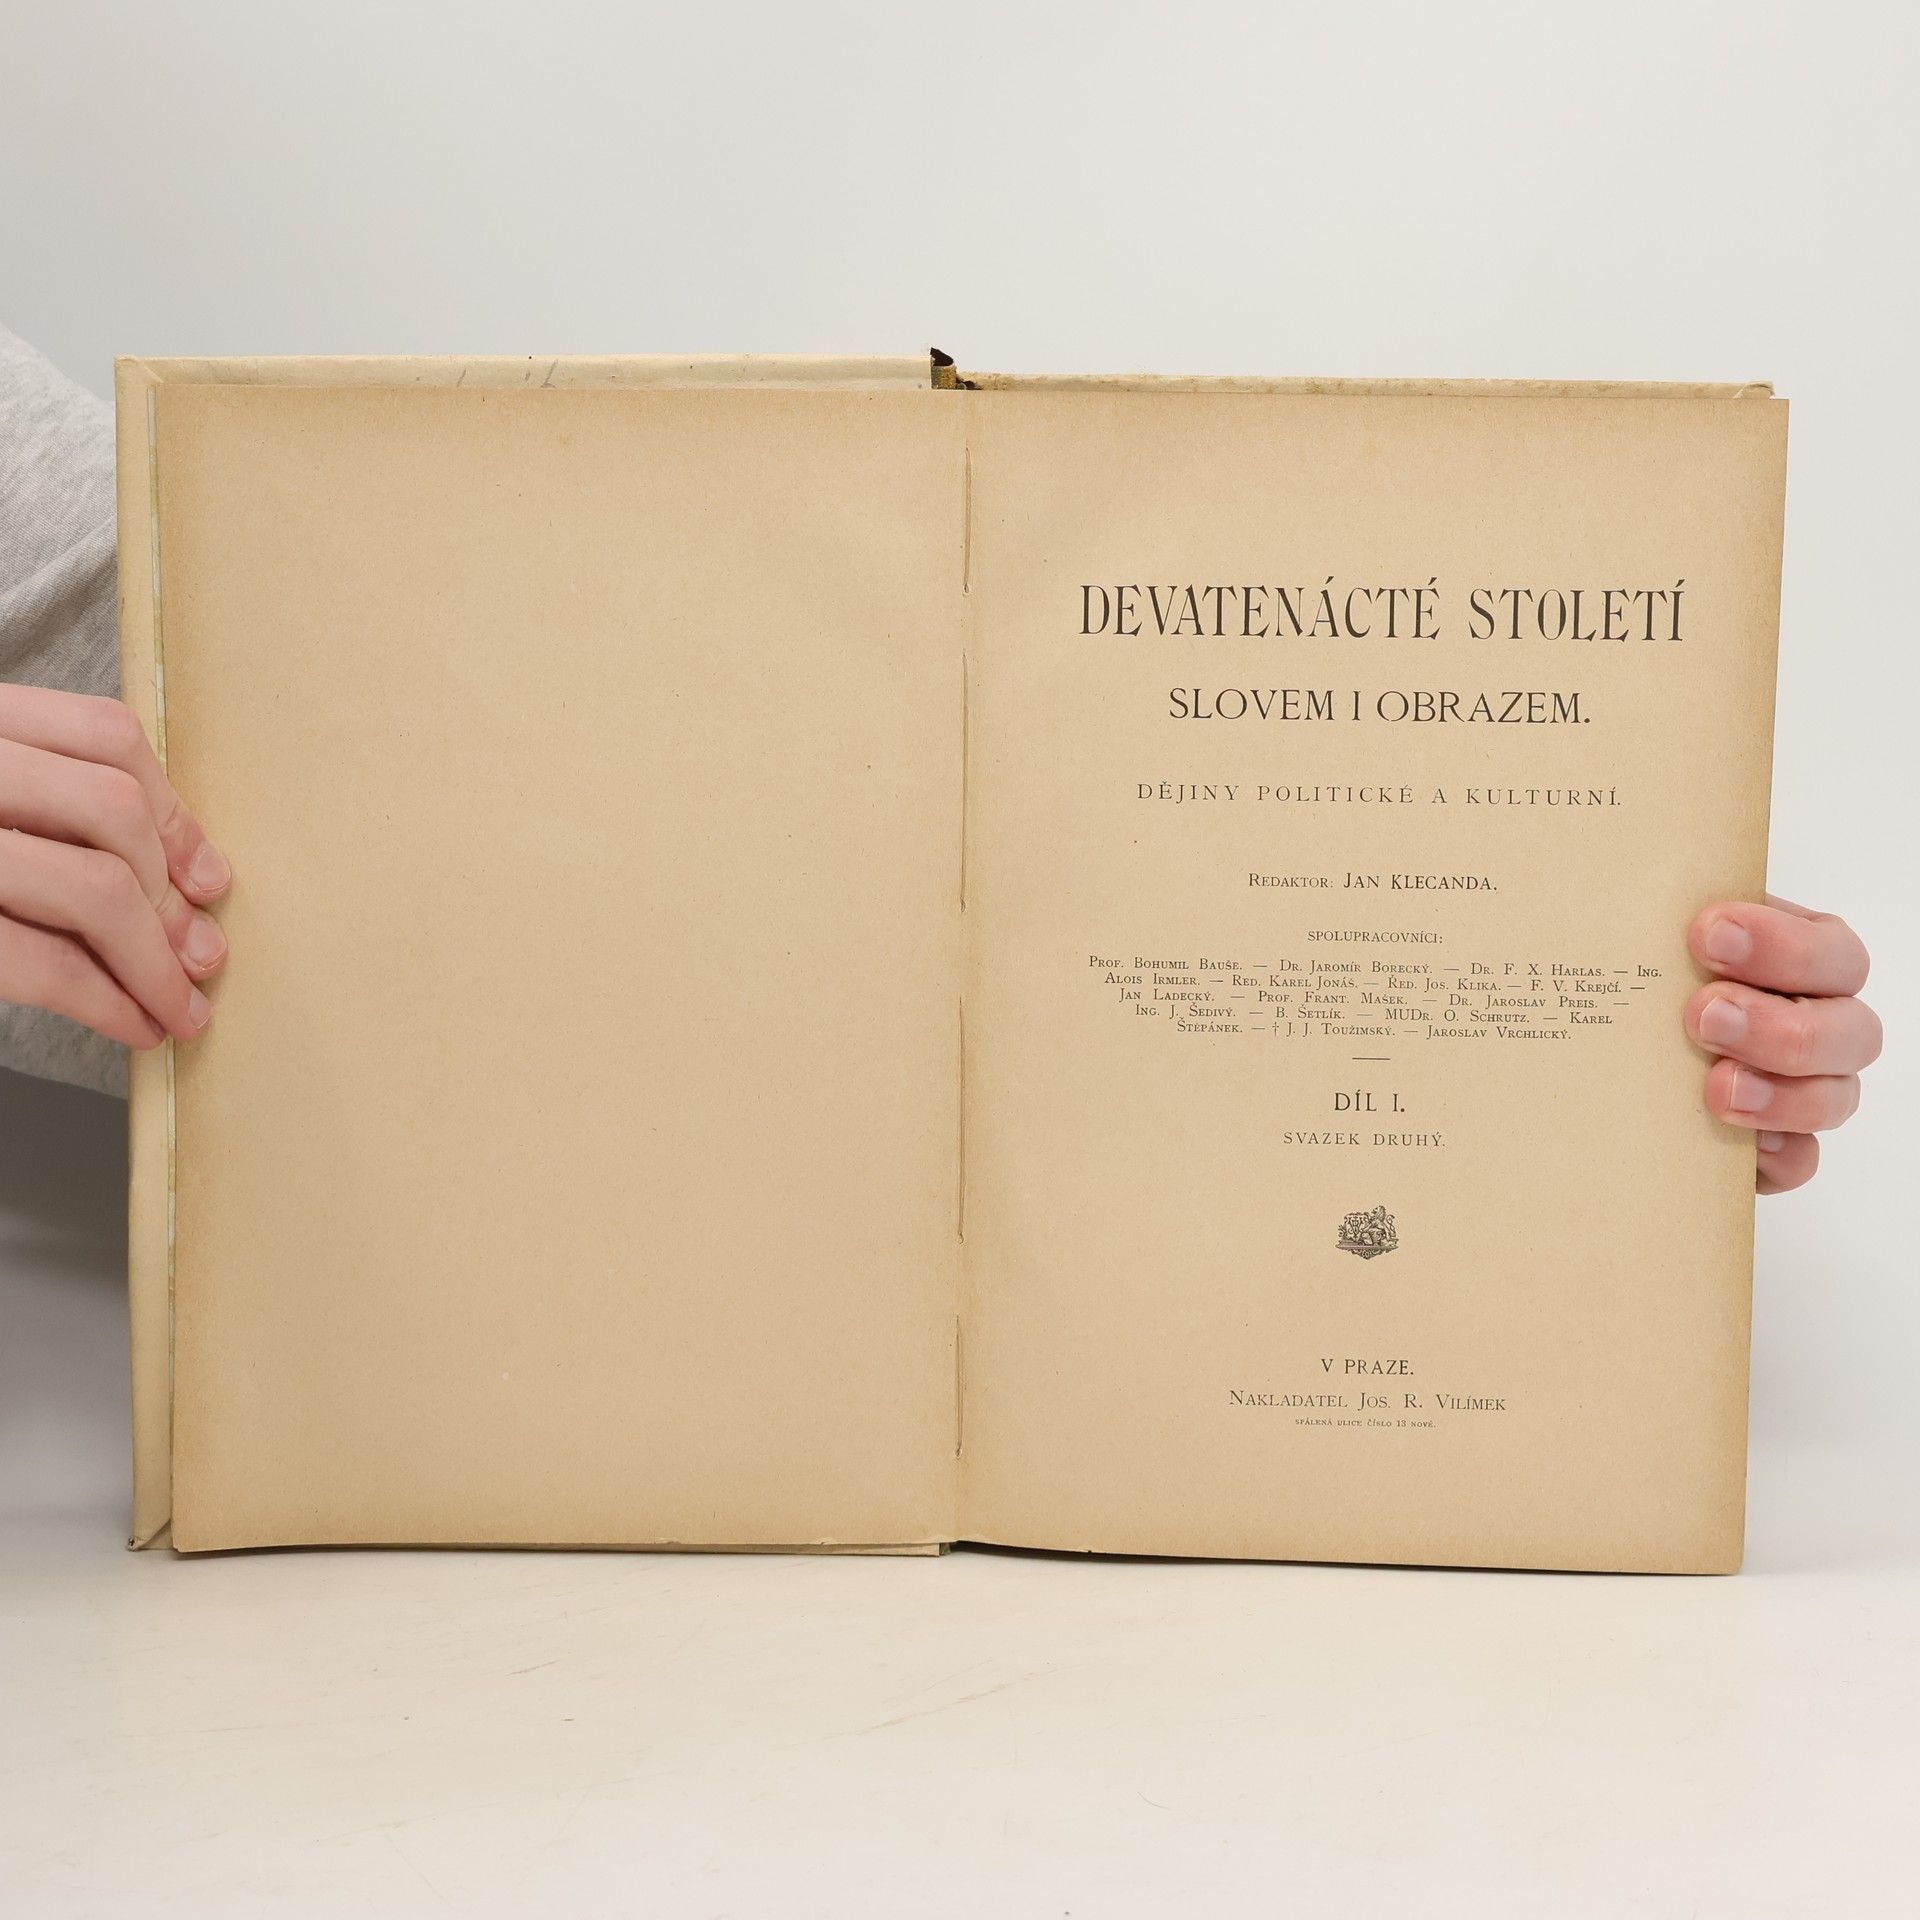 DEVATENÁCTÉ STOLETÍ
SLOVEM I OBRAZEM.
DĚJINY POLITICKÉ A KULTURNÍ.
REDAKTOR: JAN KLECANDA.
SPOLUPRACOVNÍCI:
PROF. BOHUMIL BAUŠE. — DR. JAROMÍR BORECKÝ. — DR. F. X. HARLAS. — ING.
ALOIS IRMLER. — RED. KAREL JONÁŠ. — ŘED. JOS. KLIKA. — F. V. KREJČÍ. —
JAN LADECKÝ. — PROF. FRANT. MAŠEK. — DR. JAROSLAV PREIS. —
ING. J. ŠEDIVÝ. — B. ŠETLÍK. — MUDR. O. SCHRUTZ. — KAREL
ŠTĚPÁNEK. — † J. J. TOUŽIMSKÝ. — JAROSLAV VRCHLICKÝ.
DÍL I.
SVAZEK DRUHÝ.
V PRAZE.
NAKLADATEL JOS. R. VILÍMEK
SPÁLENÁ ULICE ČÍSLO 13 NOVÉ.